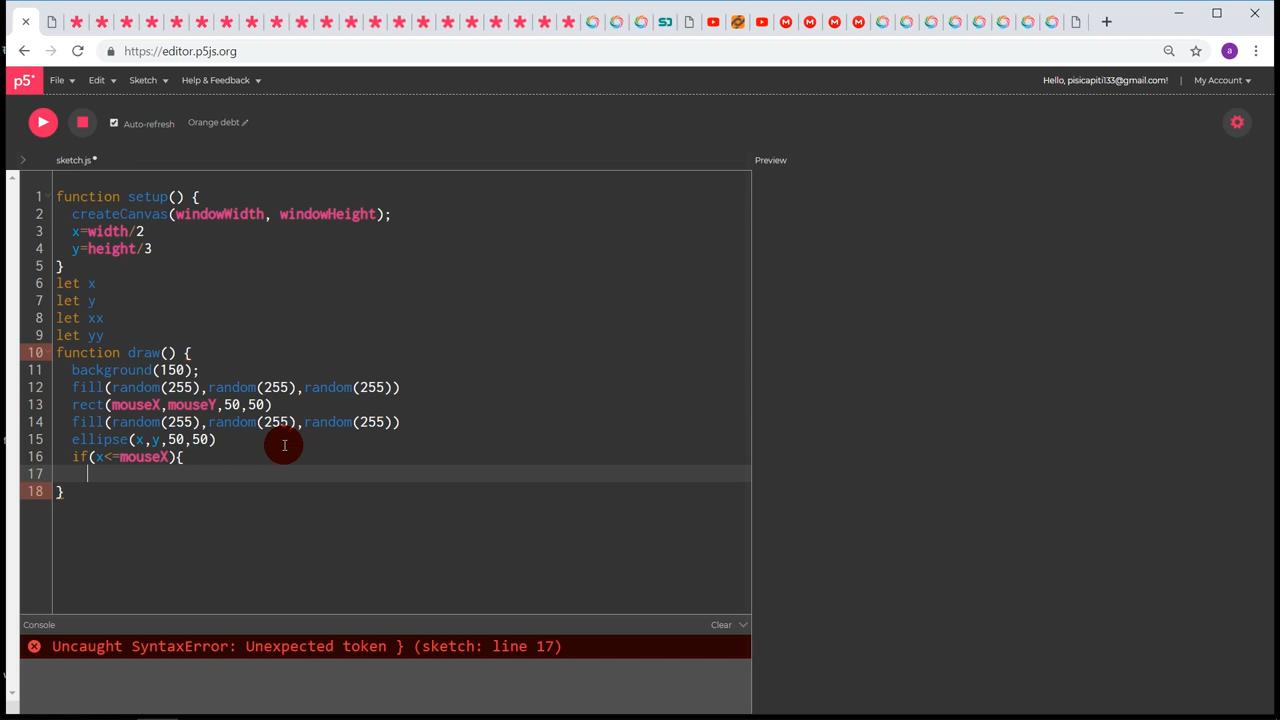 https://editor.p5js.org
a
p5* File Edit Sketch Help & Feedback Hello, pisicapiti133@gmail.com! | My Account
Auto-refresh Orange debt
sketch.js Preview
1 function setup() {
2 createCanvas(windowWidth, windowHeight);
3 x=width/2
4 y=height/3
5 }
6 let x
7 let y
8 let xx
9 let yy
10 function draw() {
11 background(150);
12 fill(random(255),random(255),random(255))
13 rect(mouseX,mouseY,50,50)
14 fill(random(255),random(255),random(255))
15 ellipse(x,y,50,50)
16 if(x<=mouseX){
17
18 }
Console Clear
Uncaught SyntaxError: Unexpected token } (sketch: line 17)